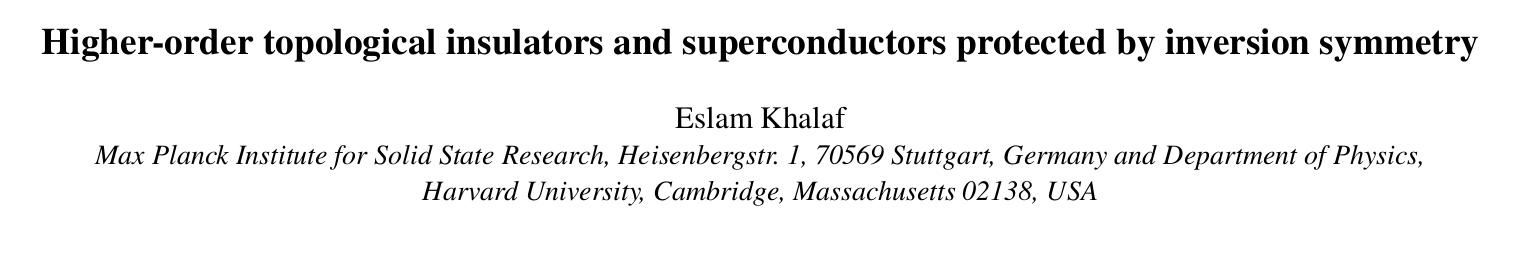 Higher-order topological insulators and superconductors protected by inversion symmetry
Eslam Khalaf
Max Planck Institute for Solid State Research, Heisenbergstr. 1, 70569 Stuttgart, Germany and Department of Physics,
Harvard University, Cambridge, Massachusetts 02138, USA